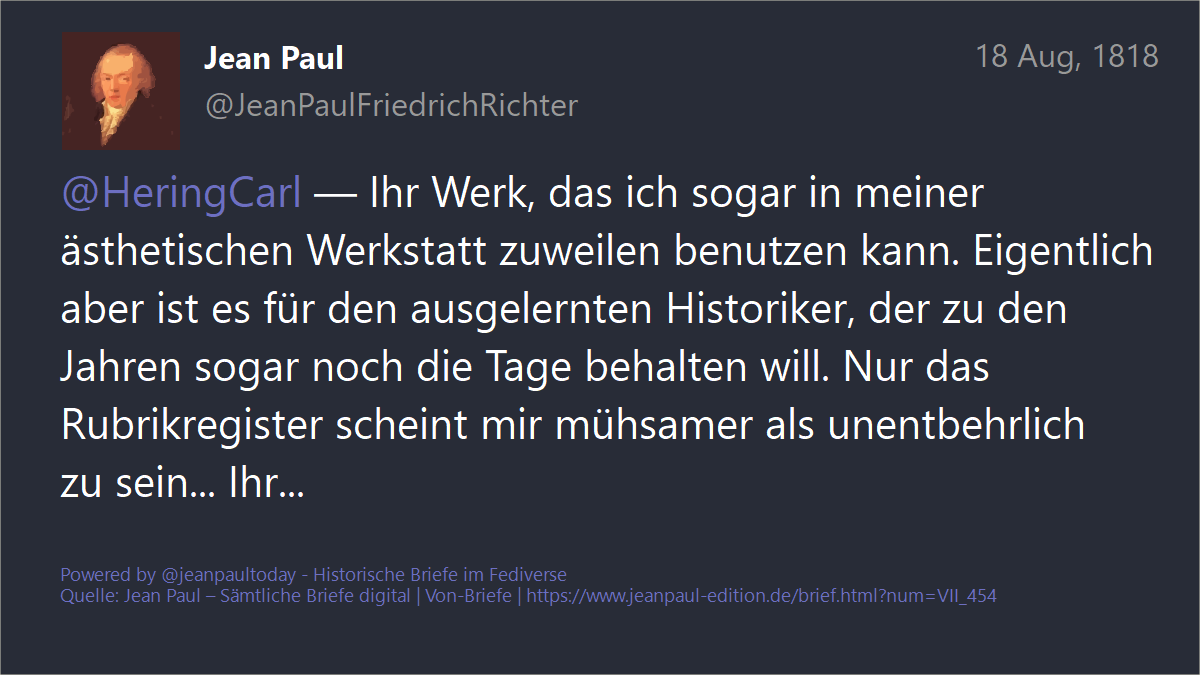 Jean Paul
18 Aug, 1818
@JeanPaulFriedrichRichter
@HeringCarl — Ihr Werk, das ich sogar in meiner
ästhetischen Werkstatt zuweilen benutzen kann. Eigentlich
aber ist es für den ausgelernten Historiker, der zu den
Jahren sogar noch die Tage behalten will. Nur das
Rubrikregister scheint mir mühsamer als unentbehrlich
zu sein... Ihr...
Powered by @jeanpaultoday - Historische Briefe im Fediverse
Quelle: Jean Paul – Sämtliche Briefe digital | Von-Briefe | https://www.jeanpaul-edition.de/brief.html?num=VII_454